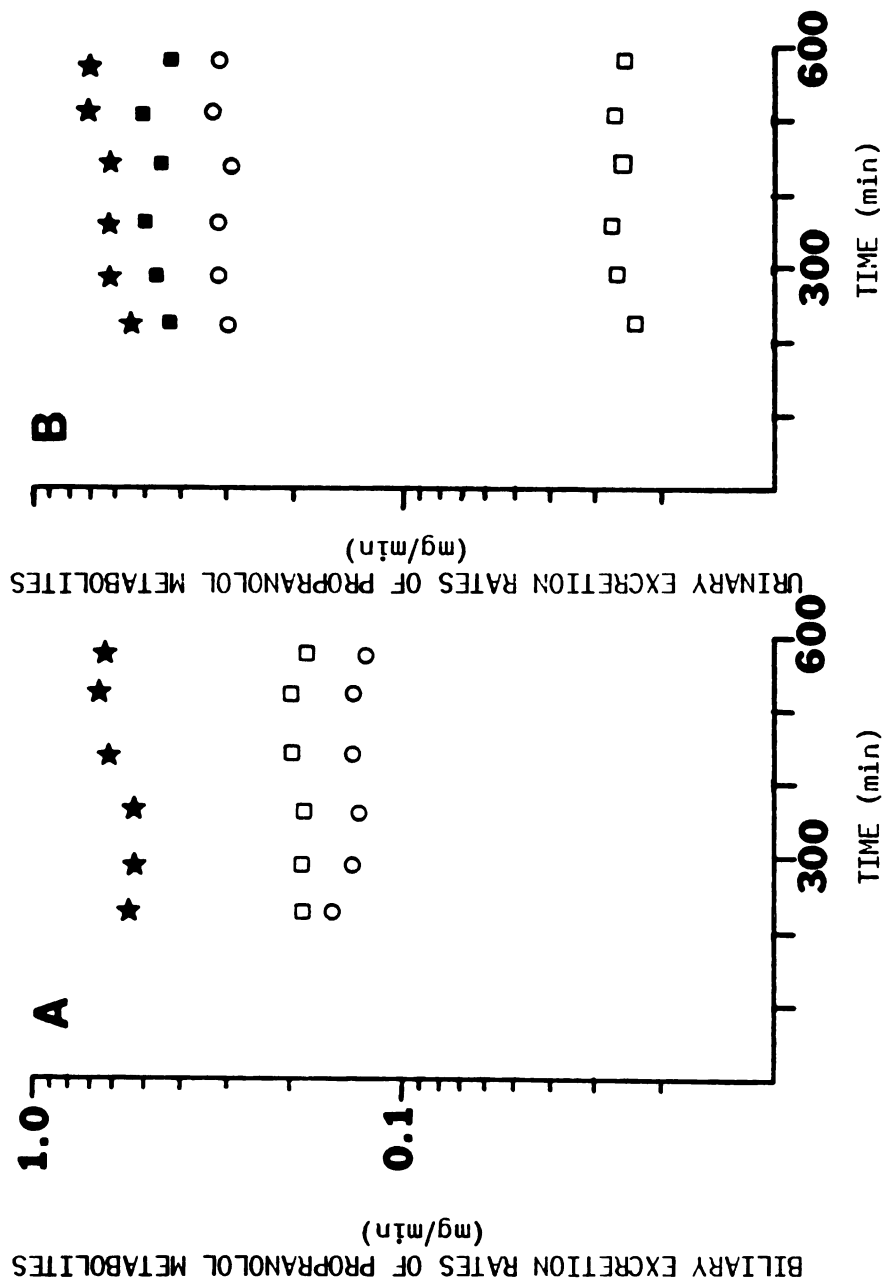 BILIARY EXCRETION RATES OF PROPRANOLOL METABOLITES
(mg/min)
1.0
0.1
A
300
600
TIME (min)
URINARY EXCRETION RATES OF PROPRANOLOL METABOLITES
(mg/min)
B
300
600
TIME (min)